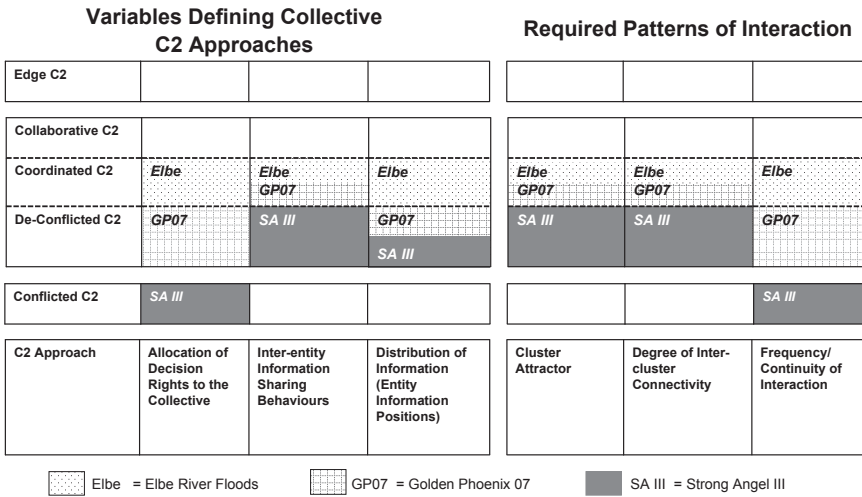 Variables Defining Collective
C2 Approaches
Required Patterns of Interaction
Edge C2
Collaborative C2
Coordinated C2
Elbe
Elbe
GP07
Elbe
Elbe
GP07
Elbe
GP07
Elbe
De-Conflicted C2
GP07
SA III
GP07
SA III
SA III
SA III
GP07
Conflicted C2
SA III
SA III
C2 Approach
Allocation of
Decision
Rights to the
Collective
Inter-entity
Information
Sharing
Behaviours
Distribution of
Information
(Entity
Information
Positions)
Cluster
Attractor
Degree of Inter-
cluster
Connectivity
Frequency/
Continuity of
Interaction
Elbe = Elbe River Floods
GP07 = Golden Phoenix 07
SA III = Strong Angel III